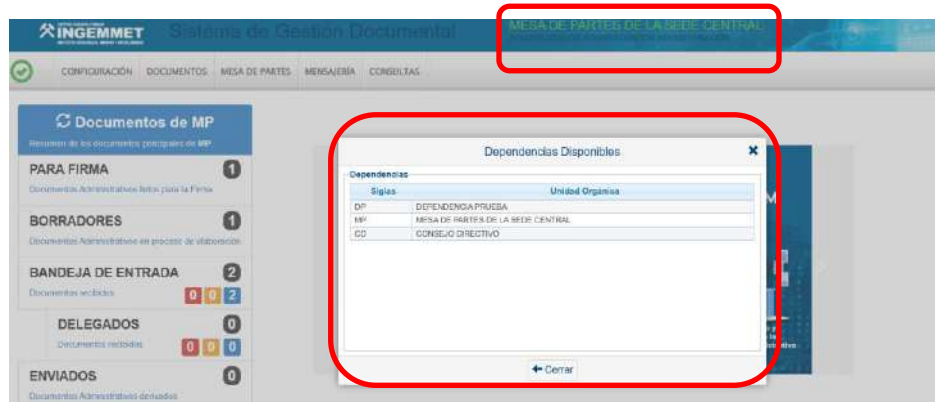 INGEMMET
Sistema de Gestión Documental
MESA DE PARTES DE LA SEDE CENTRAL
CONFIGURACIÓN DOCUMENTOS MESA DE PARTES MENSAJERÍA CONSULTAS
Documentos de MP
Resumen de los documentos principales de MP.
PARA FIRMA 1
Documentos Administrativos listos para la Firma
BORRADORES 1
Documentos Administrativos en proceso de elaboración.
BANDEJA DE ENTRADA 2
Documentos recibidos 0 0 2
DELEGADOS 0
Documentos recibidos 0 0 0
ENVIADOS 0
Documentos Administrativos derivados
Dependencias Disponibles ×
Dependencias
Siglas Unidad Orgánica
DP DEPENDENCIA PRUEBA
MP MESA DE PARTES DE LA SEDE CENTRAL
CD CONSEJO DIRECTIVO
Cerrar